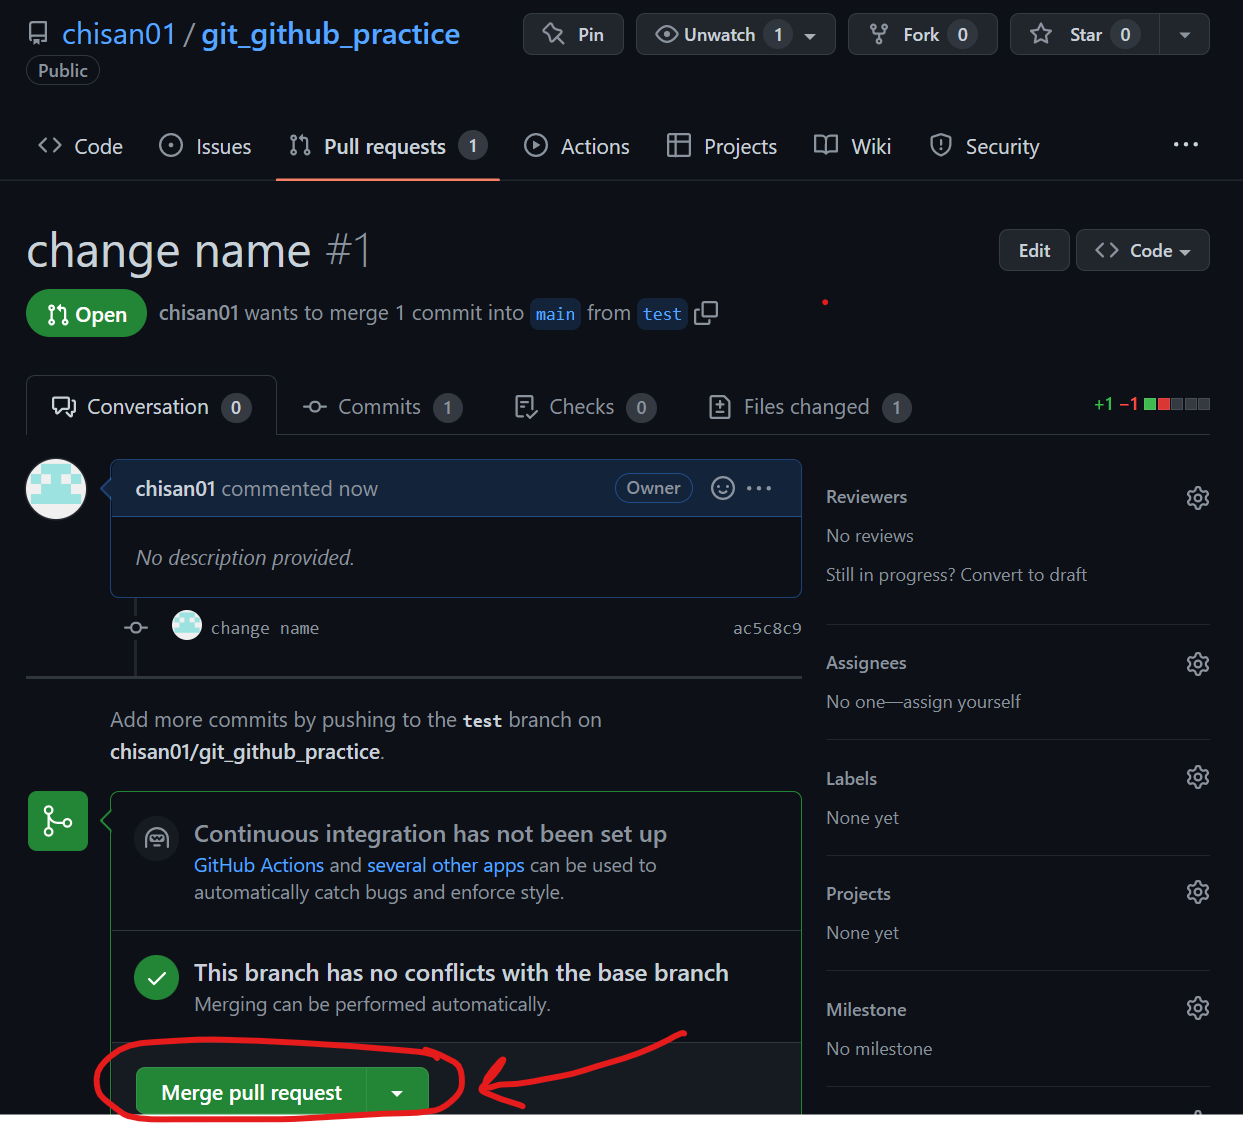 chisan01 / git_github_practice
Public
Pin
Unwatch 1
Fork 0
Star 0
Code
Issues
Pull requests 1
Actions
Projects
Wiki
Security
change name #1
Edit
Code
Open
chisan01 wants to merge 1 commit into main from test
Conversation 0
Commits 1
Checks 0
Files changed 1
+1 −1
chisan01 commented now
Owner
No description provided.
change name
ac5c8c9
Add more commits by pushing to the test branch on
chisan01/git_github_practice.
Continuous integration has not been set up
GitHub Actions and several other apps can be used to
automatically catch bugs and enforce style.
This branch has no conflicts with the base branch
Merging can be performed automatically.
Merge pull request
Reviewers
No reviews
Still in progress? Convert to draft
Assignees
No one—assign yourself
Labels
None yet
Projects
None yet
Milestone
No milestone